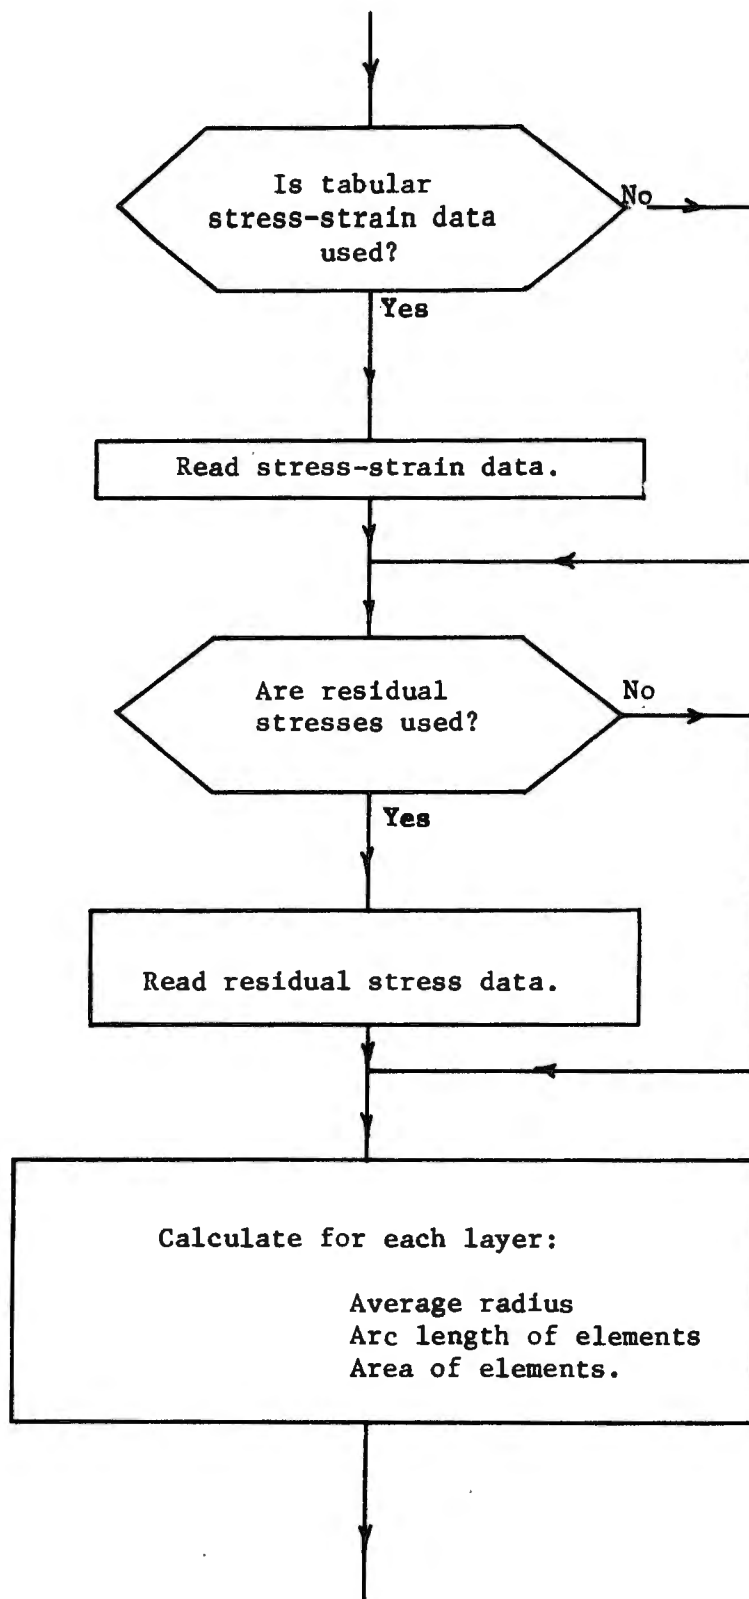 Is tabular
stress-strain data
used?
No
Yes
Read stress-strain data.
Are residual
stresses used?
No
Yes
Read residual stress data.
Calculate for each layer:
Average radius
Arc length of elements
Area of elements.